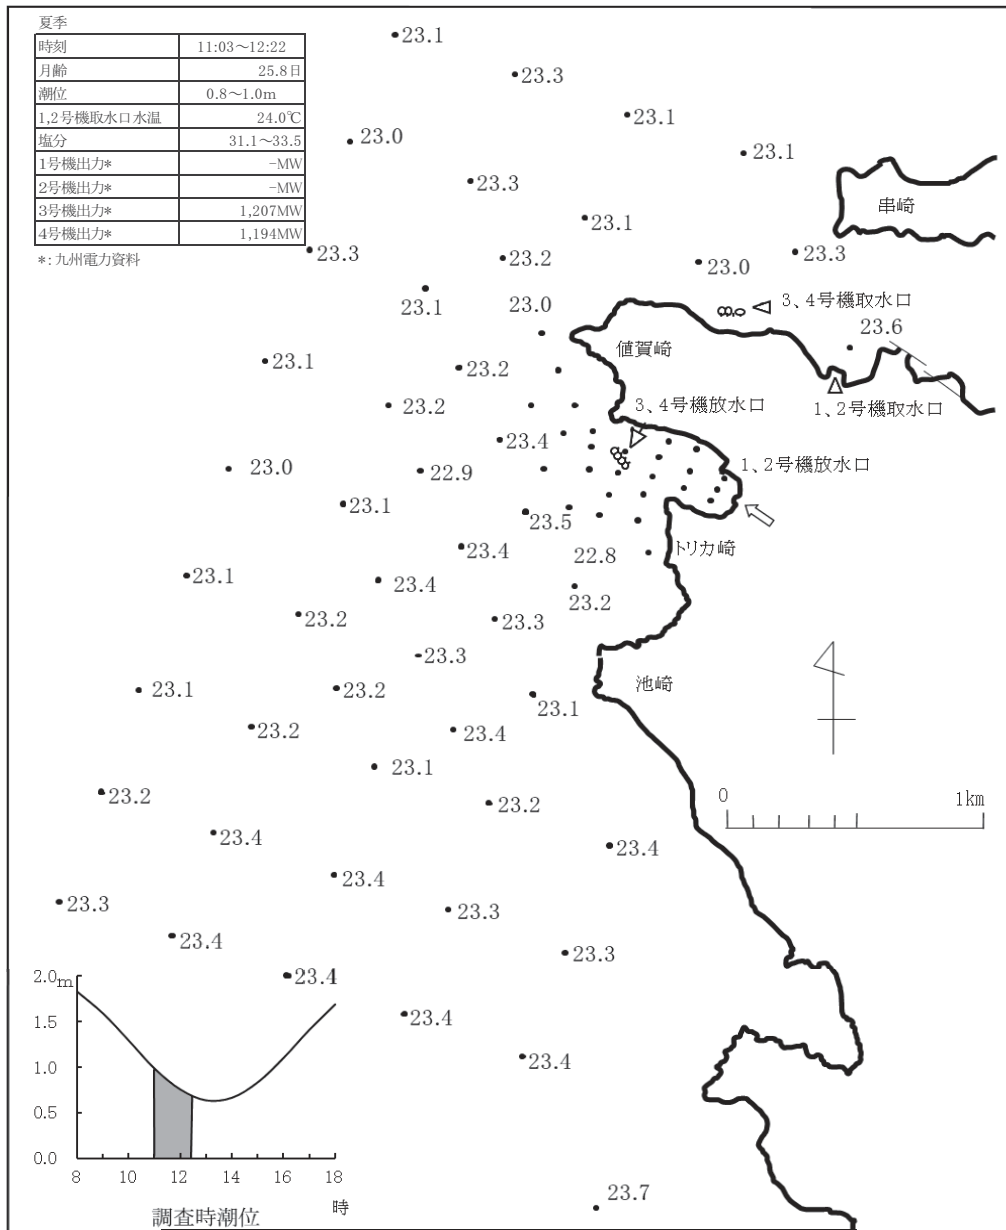 夏季
時刻 11:03～12:22
月齢 25.8日
潮位 0.8～1.0m
1,2号機取水口水温 24.0℃
塩分 31.1～33.5
1号機出力* -MW
2号機出力* -MW
3号機出力* 1,207MW
4号機出力* 1,194MW
*: 九州電力資料
23.1
23.3
23.1
23.0
23.1
23.3
串崎
23.1
23.3
23.2
23.0
23.3
23.1
23.0
3、4号機取水口
23.6
値賀崎
23.1
23.2
23.2
3、4号機放水口
1、2号機取水口
23.4
23.0
22.9
1、2号機放水口
23.1
23.5
23.4
22.8
トリカ崎
23.1
23.4
23.2
23.2
23.3
23.3
23.1
23.2
池崎
23.1
23.2
23.4
23.1
23.2
23.2
0 1km
23.4
23.4
23.4
23.3
23.3
23.4
23.3
23.4
23.4
23.4
23.7
2.0 m
1.5
1.0
0.5
0.0
8 10 12 14 16 18
時
調査時潮位